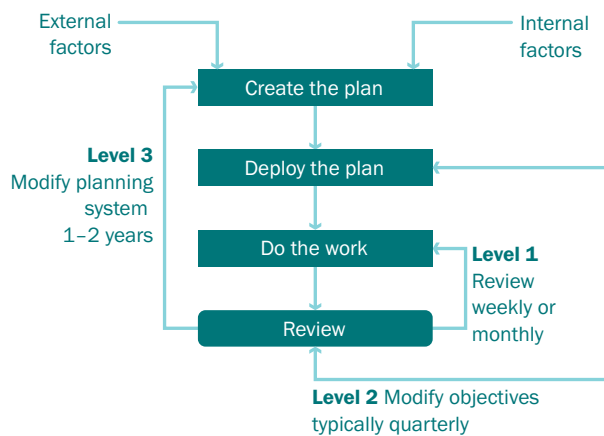 External
factors
Internal
factors
Create the plan
Level 3
Modify planning
system
1–2 years
Deploy the plan
Do the work
Level 1
Review
weekly or
monthly
Review
Level 2 Modify objectives
typically quarterly